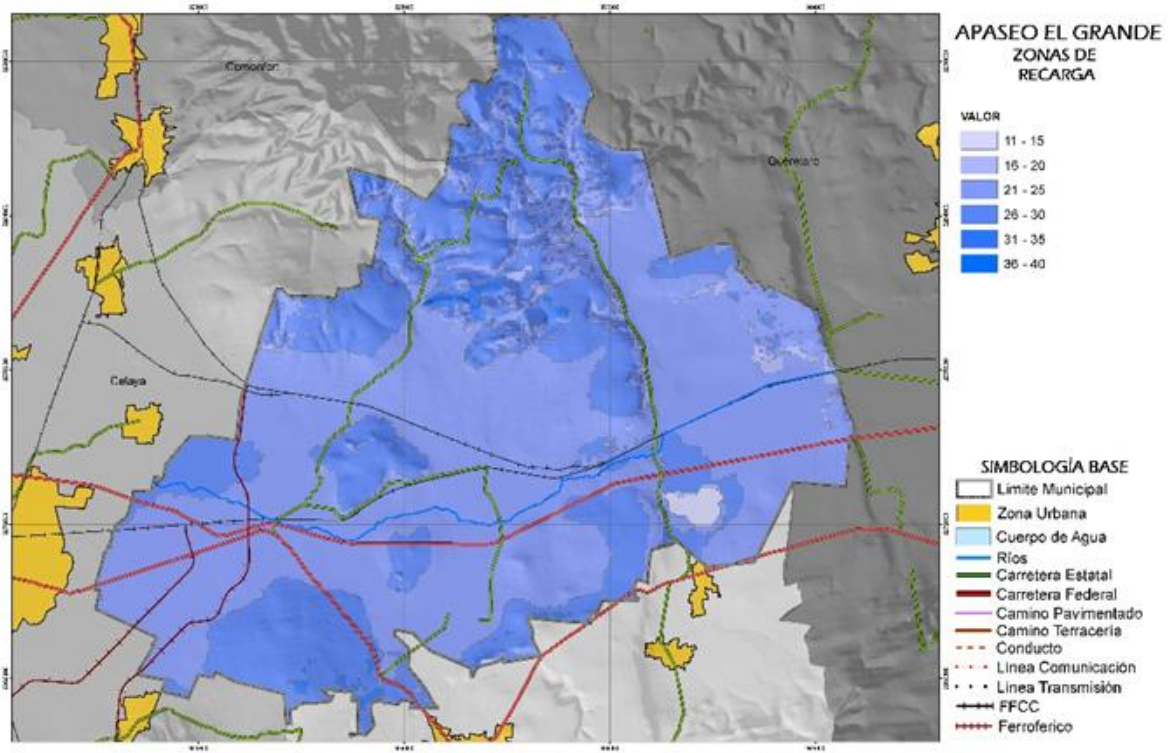 APASEO EL GRANDE
ZONAS DE
RECARGA
VALOR
11 - 15
16 - 20
21 - 25
26 - 30
31 - 35
36 - 40
Querétaro
Celaya
SIMBOLOGÍA BASE
Limite Municipal
Zona Urbana
Cuerpo de Agua
Ríos
Carretera Estatal
Carretera Federal
Camino Pavimentado
Camino Terracería
Conducto
Línea Comunicación
Línea Transmisión
FFCC
Ferroferico